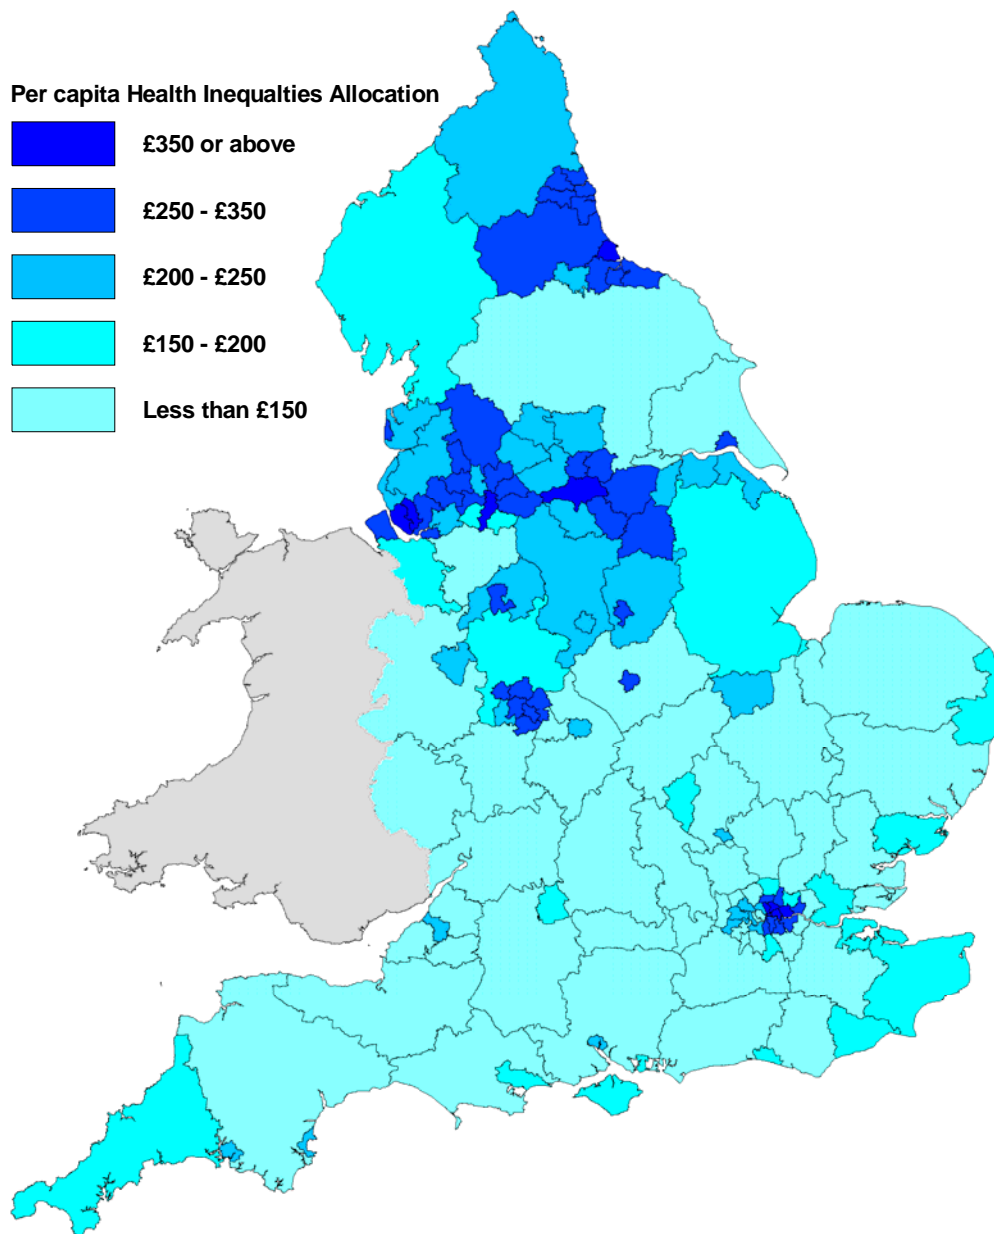 Per capita Health Inequalties Allocation
£350 or above
£250 - £350
£200 - £250
£150 - £200
Less than £150